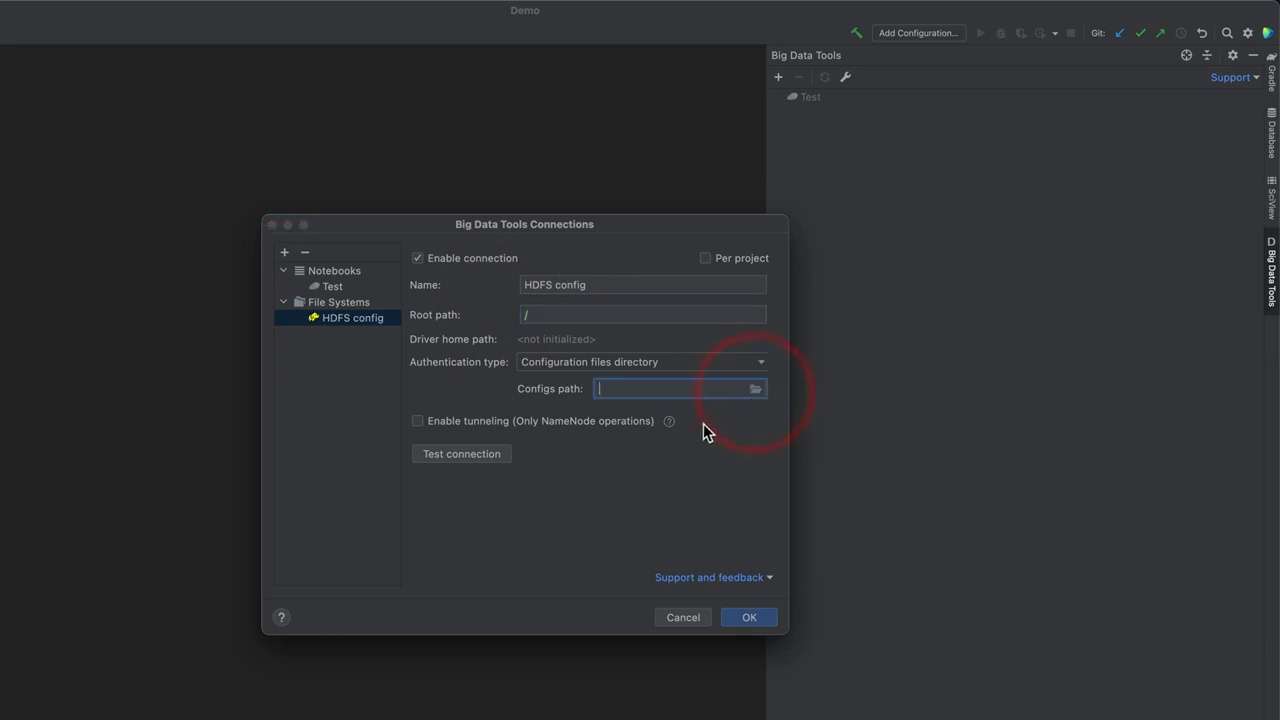 Demo
Add Configuration...
Git:
Big Data Tools
Support
Test
Gradle
Database
SciView
Big Data Tools
Big Data Tools Connections
Notebooks
Test
File Systems
HDFS config
Enable connection
Per project
Name:
HDFS config
Root path:
/
Driver home path:
<not initialized>
Authentication type:
Configuration files directory
Configs path:
Enable tunneling (Only NameNode operations)
?
Test connection
Support and feedback
?
Cancel
OK